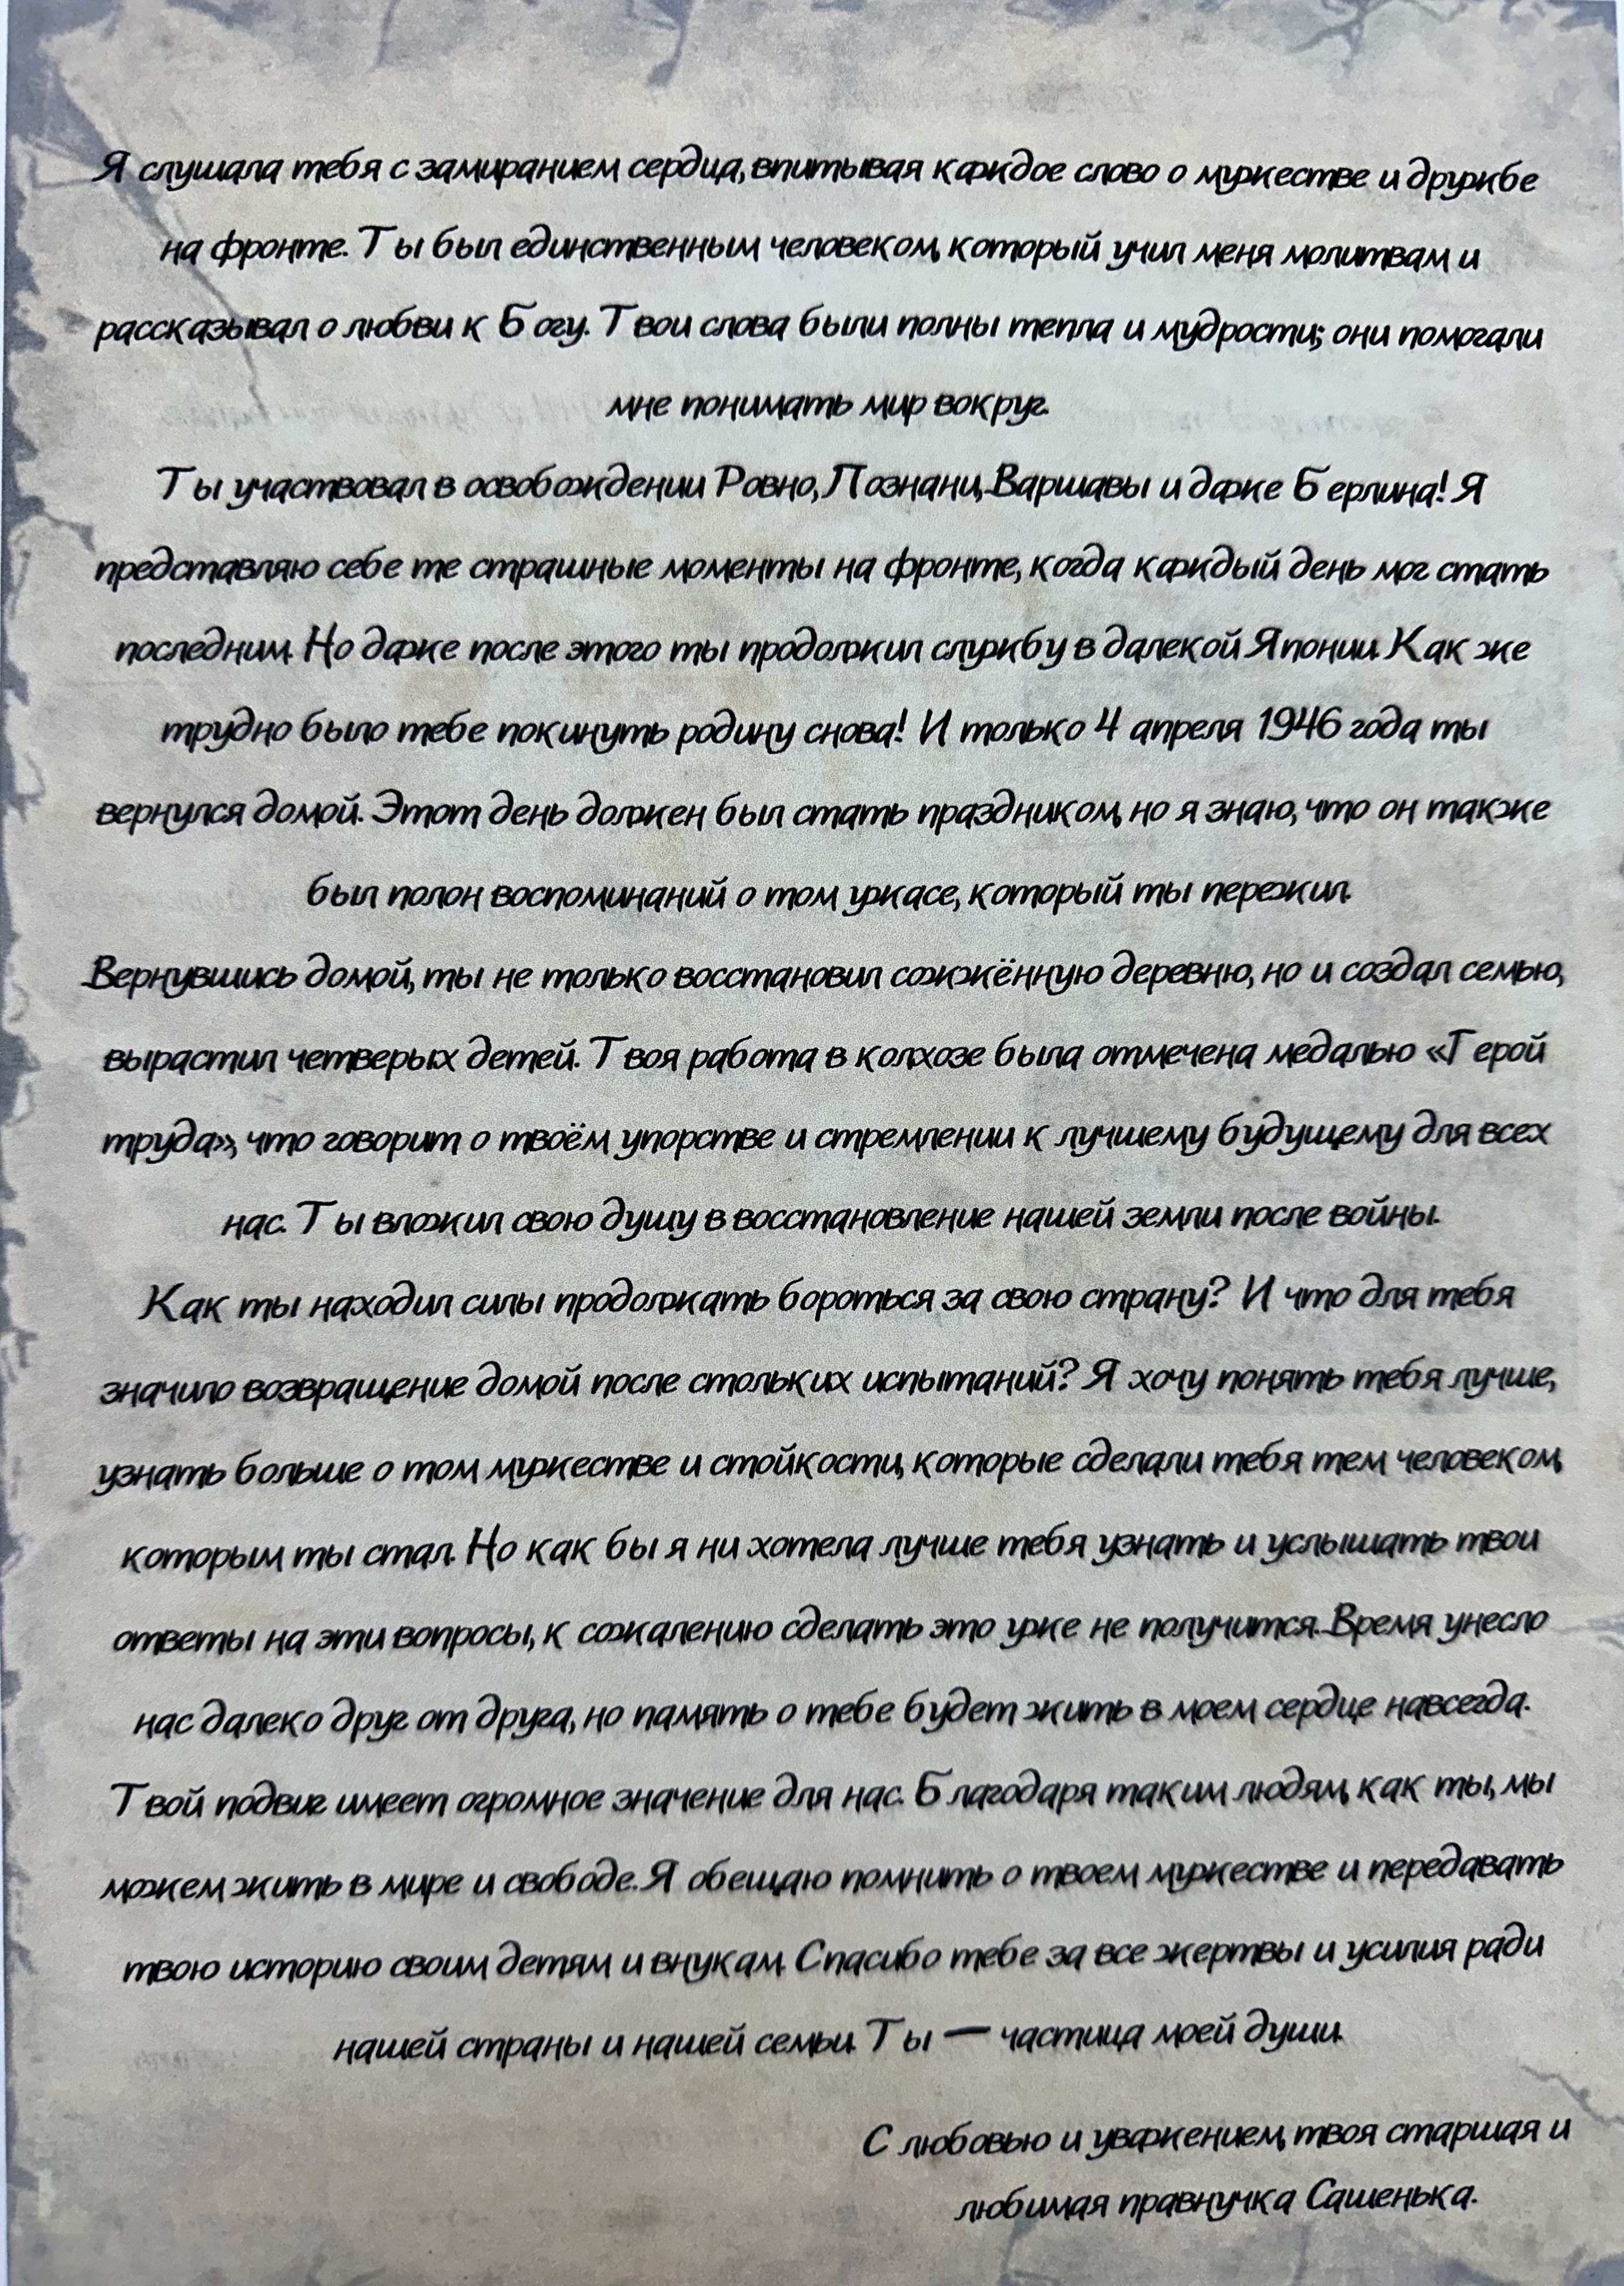 Я слушала тебя с замиранием сердца, впитывая каждое слово о мужестве и дружбе
на фронте. Ты был единственным человеком, который учил меня молитвам и
рассказывал о любви к Богу. Твои слова были полны тепла и мудрости; они помогали
мне понимать мир вокруг.
Ты участвовал в освобождении Ровно, Познани, Варшавы и даже Берлина! Я
представляю себе те страшные моменты на фронте, когда каждый день мог стать
последним. Но даже после этого ты продолжил службу в далекой Японии. Как же
трудно было тебе покинуть родину снова! И только 4 апреля 1946 года ты
вернулся домой. Этот день должен был стать праздником, но я знаю, что он также
был полон воспоминаний о том ужасе, который ты пережил.
Вернувшись домой, ты не только восстановил сожжённую деревню, но и создал семью,
вырастил четверых детей. Твоя работа в колхозе была отмечена медалью «Герой
труда», что говорит о твоём упорстве и стремлении к лучшему будущему для всех
нас. Ты вложил свою душу в восстановление нашей земли после войны.
Как ты находил силы продолжать бороться за свою страну? И что для тебя
значило возвращение домой после стольких испытаний? Я хочу понять тебя лучше,
узнать больше о том мужестве и стойкости, которые сделали тебя тем человеком,
которым ты стал. Но как бы я ни хотела лучше тебя узнать и услышать твои
ответы на эти вопросы, к сожалению сделать это уже не получится. Время унесло
нас далеко друг от друга, но память о тебе будет жить в моем сердце навсегда.
Твой подвиг имеет огромное значение для нас. Благодаря таким людям, как ты, мы
можем жить в мире и свободе. Я обещаю помнить о твоем мужестве и передавать
твою историю своим детям и внукам. Спасибо тебе за все жертвы и усилия ради
нашей страны и нашей семьи. Ты — частица моей души.
С любовью и уважением, твоя старшая и
любимая правнучка Сашенька.